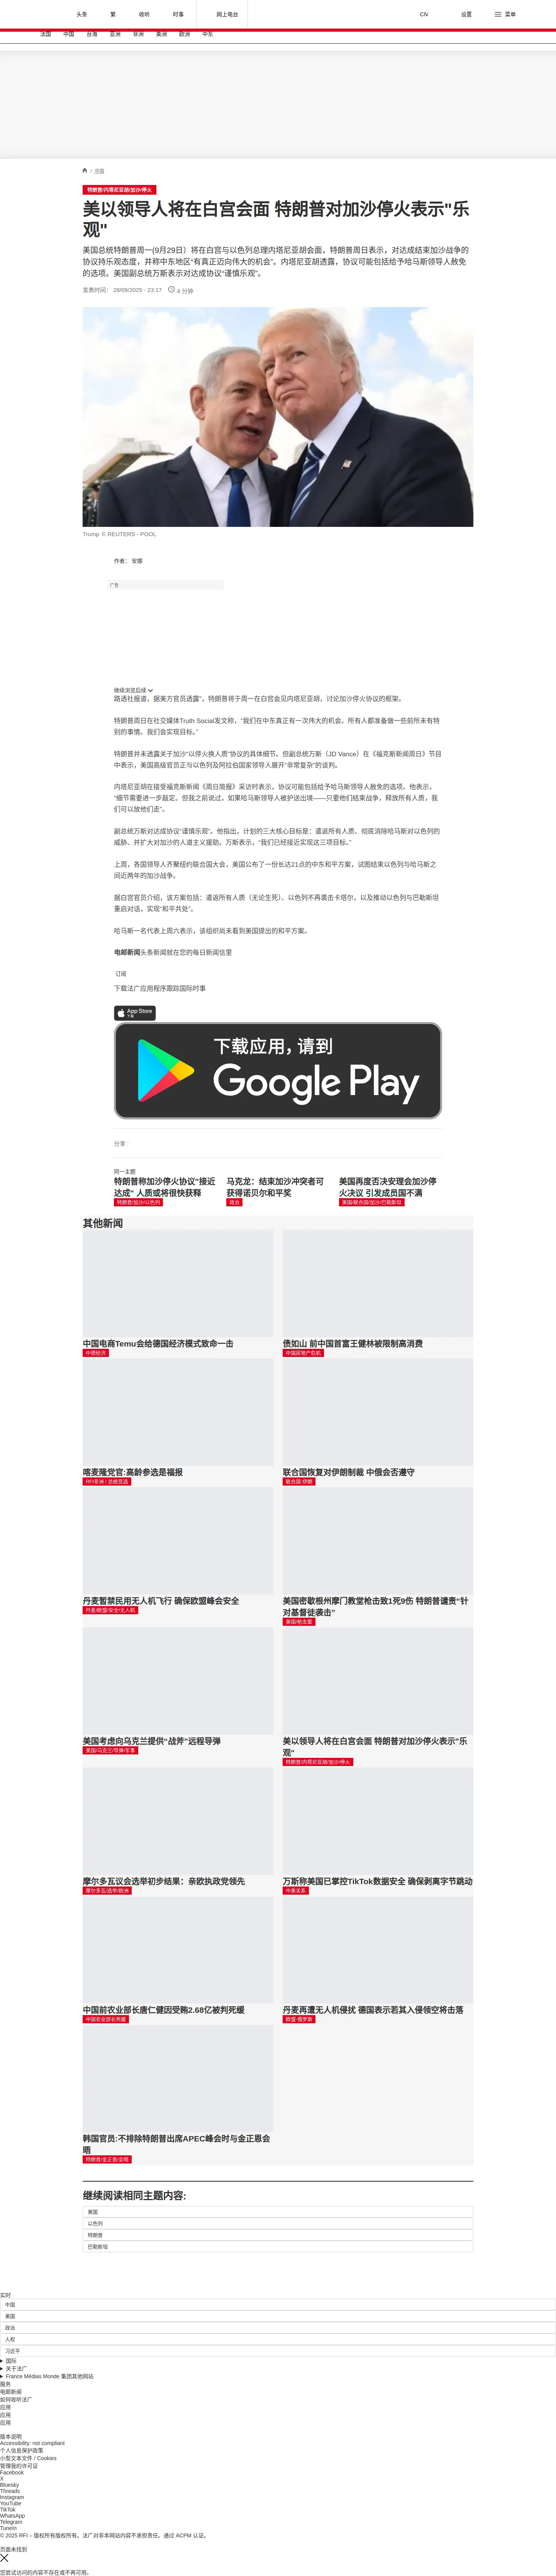 头条
繁
收听
时事
网上电台
CN
设置
菜单
法国
中国
台海
亚洲
非洲
美洲
欧洲
中东
/ 中国
特朗普/内塔尼亚胡/加沙/停火
美以领导人将在白宫会面 特朗普对加沙停火表示"乐
观"
美国总统特朗普周一(9月29日）将在白宫与以色列总理内塔尼亚胡会面，特朗普周日表示，对达成结束加沙战争的
协议持乐观态度，并称中东地区“有真正迈向伟大的机会”。内塔尼亚胡透露，协议可能包括给予哈马斯领导人赦免
的选项。美国副总统万斯表示对达成协议“谨慎乐观”。
发表时间： 29/09/2025 - 23:17
4 分钟
Trump © REUTERS - POOL
作者： 安娜
广告
继续浏览后续
路透社报道，据美方官员透露“，特朗普将于周一在白宫会见内塔尼亚胡，讨论加沙停火协议的框架。
特朗普周日在社交媒体Truth Social发文称，“我们在中东真正有一次伟大的机会。所有人都准备做一些前所未有特
别的事情。我们会实现目标。”
特朗普并未透露关于加沙“以停火换人质”协议的具体细节。但副总统万斯（JD Vance）在《福克斯新闻周日》节目
中表示，美国高级官员正与以色列及阿拉伯国家领导人展开“非常复杂”的谈判。
内塔尼亚胡在接受福克斯新闻《周日简报》采访时表示，协议可能包括给予哈马斯领导人赦免的选项。他表示，
“细节需要进一步敲定。但我之前说过，如果哈马斯领导人被护送出境——只要他们结束战争，释放所有人质，我
们可以放他们走”。
副总统万斯对达成协议“谨慎乐观”。他指出，计划的三大核心目标是：遣返所有人质、彻底消除哈马斯对以色列的
威胁、并扩大对加沙的人道主义援助。万斯表示，“我们已经接近实现这三项目标。”
上周，各国领导人齐聚纽约联合国大会，美国公布了一份长达21点的中东和平方案，试图结束以色列与哈马斯之
间近两年的加沙战争。
据白宫官员介绍，该方案包括：遣返所有人质（无论生死）、以色列不再袭击卡塔尔，以及推动以色列与巴勒斯坦
重启对话，实现“和平共处”。
哈马斯一名代表上周六表示，该组织尚未看到美国提出的和平方案。
电邮新闻头条新闻就在您的每日新闻信里
订阅
下载法广应用程序跟踪国际时事
App Store
下载
下载应用，请到
Google Play
分享 :
同一主题
特朗普称加沙停火协议“接近
达成” 人质或将很快获释
特朗普/加沙/以色列
马克龙：结束加沙冲突者可
获得诺贝尔和平奖
政治
美国再度否决安理会加沙停
火决议 引发成员国不满
美国/联合国/加沙/巴勒斯坦
其他新闻
中国电商Temu会给德国经济模式致命一击
中德经济
债如山 前中国首富王健林被限制高消费
中国房地产危机
喀麦隆党官:高龄参选是福报
RFI非洲 / 总统竞选
联合国恢复对伊朗制裁 中俄会否遵守
联合国-伊朗
丹麦暂禁民用无人机飞行 确保欧盟峰会安全
丹麦/欧盟/安全/无人机
美国密歇根州摩门教堂枪击致1死9伤 特朗普谴责“针
对基督徒袭击”
美国/枪击案
美国考虑向乌克兰提供“战斧”远程导弹
美国/乌克兰/导弹/军事
美以领导人将在白宫会面 特朗普对加沙停火表示"乐
观"
特朗普/内塔尼亚胡/加沙/停火
摩尔多瓦议会选举初步结果：亲欧执政党领先
摩尔多瓦/选举/欧洲
万斯称美国已掌控TikTok数据安全 确保剥离字节跳动
中美关系
中国前农业部长唐仁健因受贿2.68亿被判死缓
中国农业部长死缓
丹麦再遭无人机侵扰 德国表示若其入侵领空将击落
欧盟-俄罗斯
韩国官员:不排除特朗普出席APEC峰会时与金正恩会
晤
特朗普/金正恩/会晤
继续阅读相同主题内容:
美国
以色列
特朗普
巴勒斯坦
实时
中国
美国
政治
人权
习近平
国际
关于法广
France Médias Monde 集团其他网站
服务
电邮新闻
如何收听法广
应用
应用
应用
版本说明
Accessibility: not compliant
个人信息保护政策
小型文本文件 / Cookies
管理我的许可证
Facebook
X
Bluesky
Threads
Instagram
YouTube
TikTok
WhatsApp
Telegram
TuneIn
© 2025 RFI – 版权所有版权所有。法广对非本网站内容不承担责任。通过 ACPM 认证。
页面未找到
您尝试访问的内容不存在或不再可用。